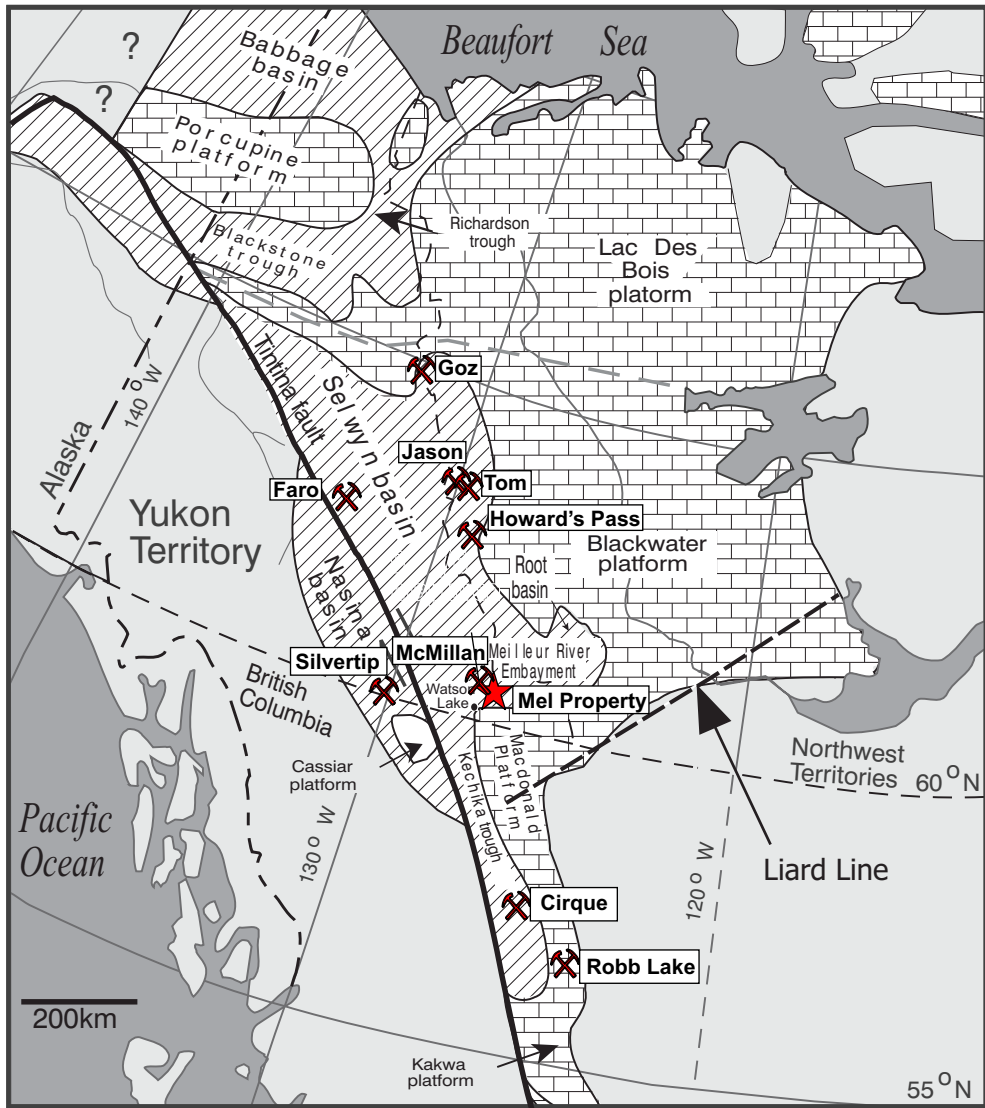 Beaufort Sea
?
?
Babbage
basin
Porcupine
platform
Richardson
trough
Blackstone
trough
Lac Des
Bois
platorm
Goz
Tintina fault
Selwyn basin
140 o W
Alaska
Jason
Tom
Faro
Howard's Pass
Yukon
Territory
Blackwater
platform
Root
basin
Nasina
basin
McMillan
Meilleur River
Embayment
Silvertip
British
Columbia
Watso
Lake
Mel Property
Cassiar
platform
Macdonald
Platform
Kechika trough
Northwest
Territories
60 o N
Pacific
Ocean
130 o W
120 o W
Liard Line
Cirque
Robb Lake
200km
Kakwa
platform
55 o N